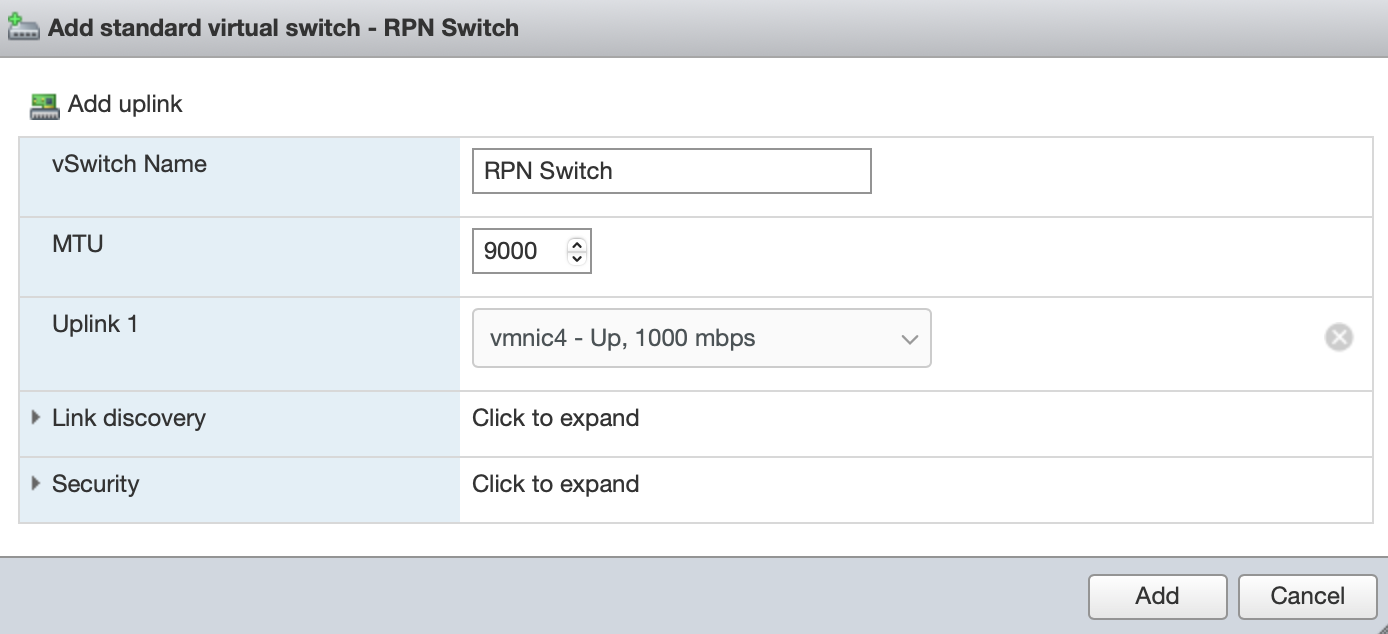 Add standard virtual switch - RPN Switch
Add uplink
vSwitch Name
RPN Switch
MTU
9000
Uplink 1
vmnic4 - Up, 1000 mbps
Link discovery
Click to expand
Security
Click to expand
Add
Cancel